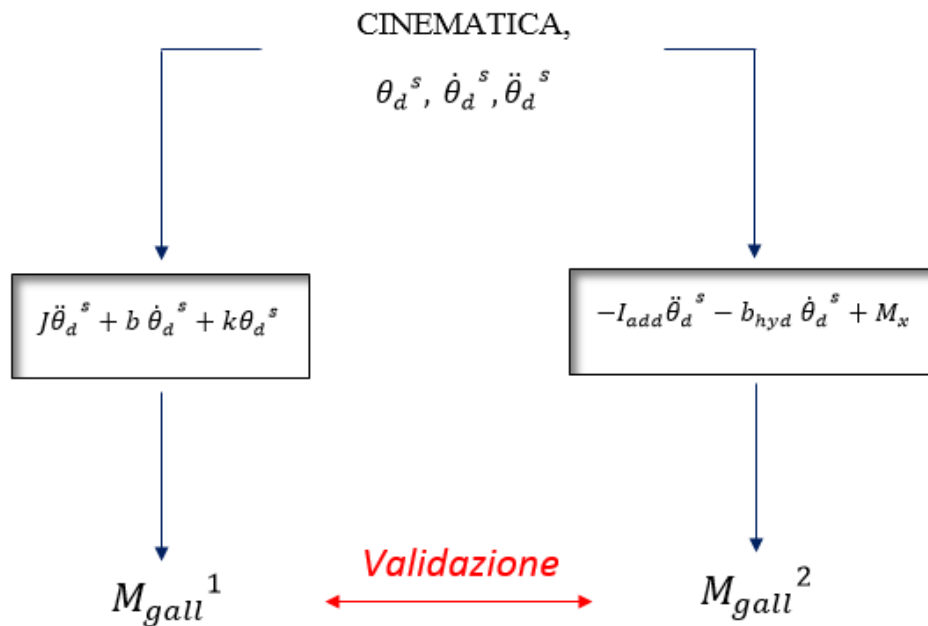 CINEMATICA,
θ_d^s, θ̇_d^s, θ̈_d^s
Jθ̈_d^s + b θ̇_d^s + kθ_d^s
−I_add θ̈_d^s − b_hyd θ̇_d^s + M_x
Validazione
M_gall^1
M_gall^2